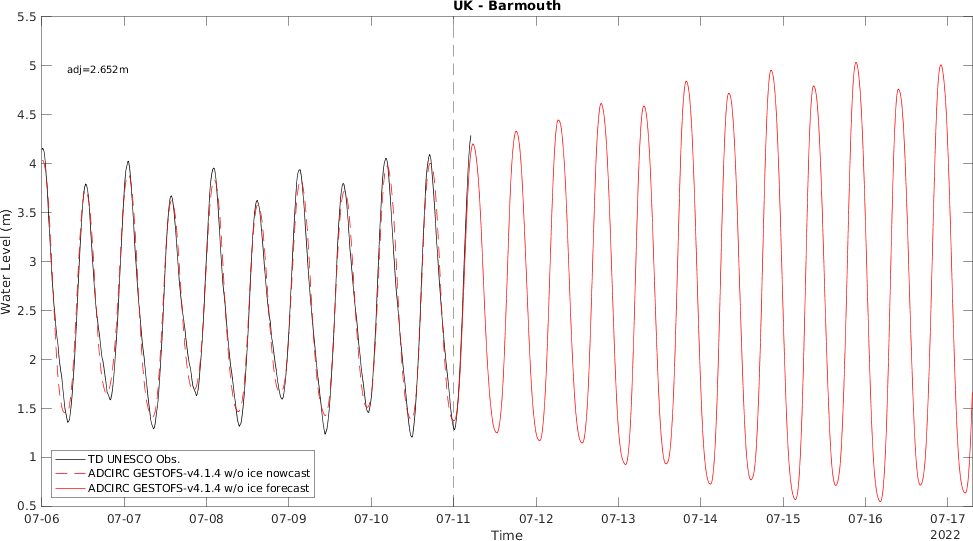 UK - Barmouth
5.5
5
4.5
4
3.5
3
2.5
2
1.5
1
0.5
Water Level (m)
adj=2.652m
TD UNESCO Obs.
ADCIRC GESTOFS-v4.1.4 w/o ice nowcast
ADCIRC GESTOFS-v4.1.4 w/o ice forecast
07-06 07-07 07-08 07-09 07-10 07-11 07-12 07-13 07-14 07-15 07-16 07-17
Time
2022